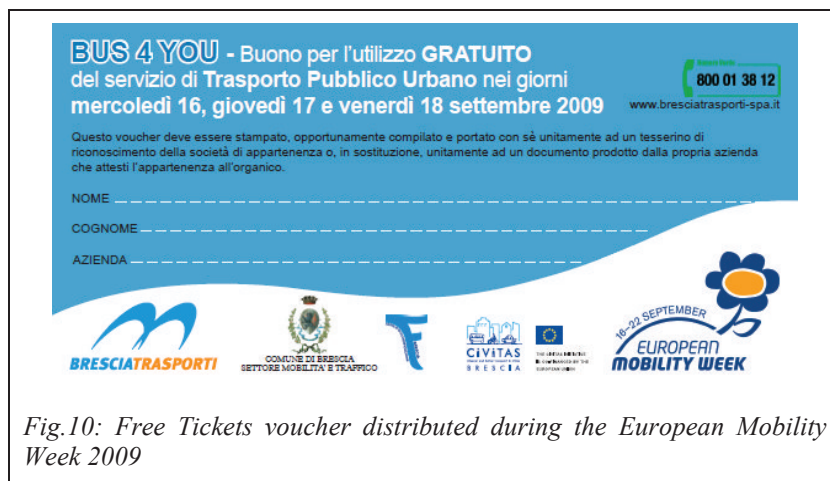 BUS 4 YOU - Buono per l'utilizzo GRATUITO
del servizio di Trasporto Pubblico Urbano nei giorni
mercoledì 16, giovedì 17 e venerdì 18 settembre 2009
800 01 38 12
www.bresciatrasporti-spa.it
Questo voucher deve essere stampato, opportunamente compilato e portato con sè unitamente ad un tesserino di
riconoscimento della società di appartenenza o, in sostituzione, unitamente ad un documento prodotto dalla propria azienda
che attesti l'appartenenza all'organico.
NOME
COGNOME
AZIENDA
BRESCIATRASPORTI
COMUNE DI BRESCIA
SETTORE MOBILITA' E TRAFFICO
CIVITAS
BRESCIA
16-22 SEPTEMBER
EUROPEAN
MOBILITY WEEK
Fig.10: Free Tickets voucher distributed during the European Mobility
Week 2009